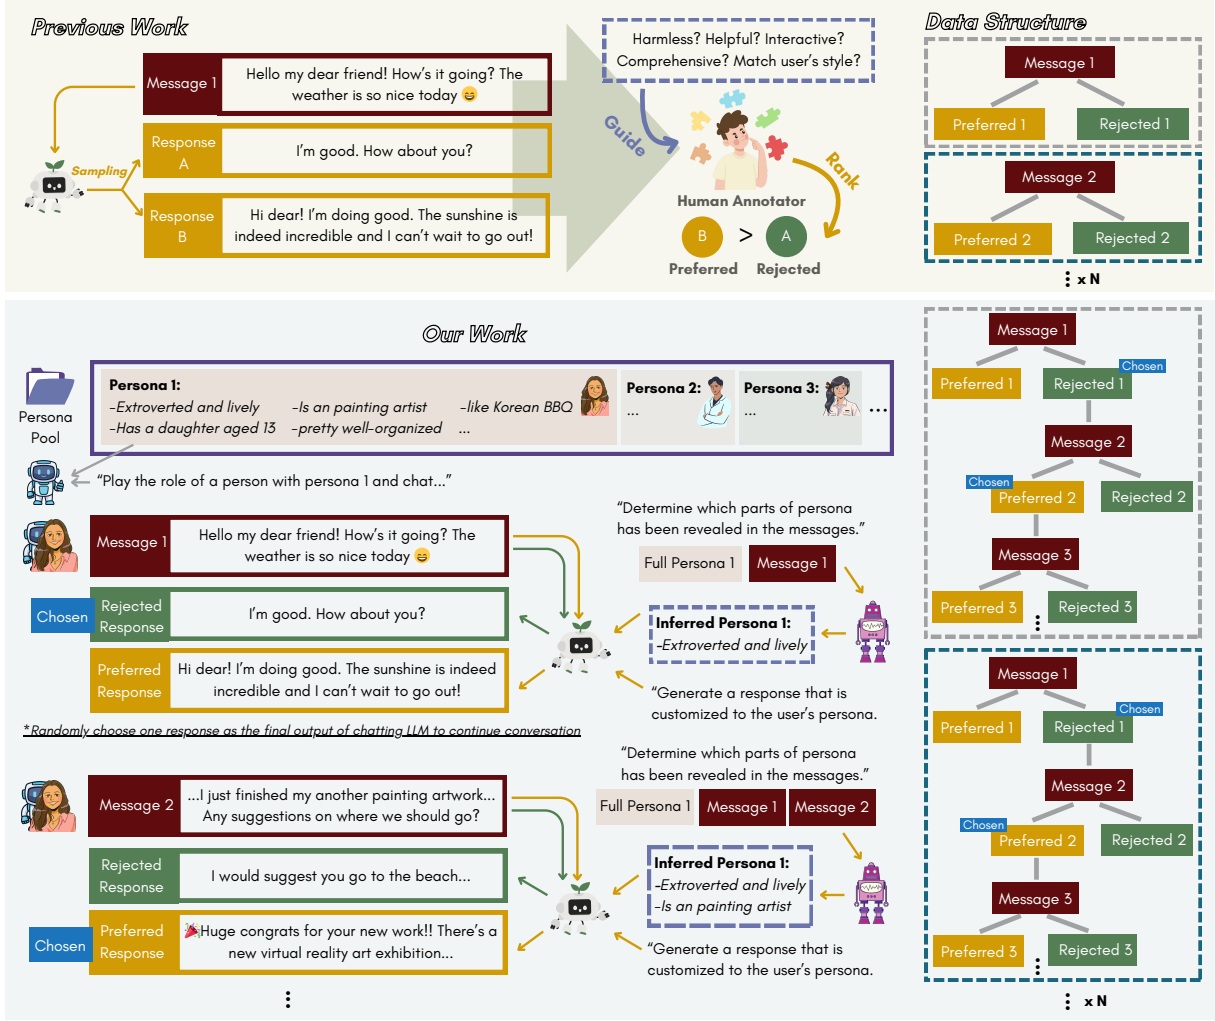 Previous Work
Message 1
Hello my dear friend! How's it going? The
weather is so nice today 😄
Response
A
I'm good. How about you?
Sampling
Response
B
Hi dear! I'm doing good. The sunshine is
indeed incredible and I can't wait to go out!
Harmless? Helpful? Interactive?
Comprehensive? Match user's style?
Guide
Rank
Human Annotator
B > A
Preferred Rejected
Data Structure
Message 1
Preferred 1 Rejected 1
Message 2
Preferred 2 Rejected 2
⋮ x N
Our Work
Persona
Pool
Persona 1:
-Extroverted and lively -Is an painting artist -like Korean BBQ
-Has a daughter aged 13 -pretty well-organized ...
Persona 2:
...
Persona 3:
...
...
"Play the role of a person with persona 1 and chat..."
Message 1
Hello my dear friend! How's it going? The
weather is so nice today 😄
Chosen
Rejected
Response
I'm good. How about you?
Preferred
Response
Hi dear! I'm doing good. The sunshine is indeed
incredible and I can't wait to go out!
"Determine which parts of persona
has been revealed in the messages."
Full Persona 1 Message 1
Inferred Persona 1:
-Extroverted and lively
"Generate a response that is
customized to the user's persona.
*Randomly choose one response as the final output of chatting LLM to continue conversation
Message 2
...I just finished my another painting artwork...
Any suggestions on where we should go?
Rejected
Response
I would suggest you go to the beach...
Chosen
Preferred
Response
🎉Huge congrats for your new work!! There's a
new virtual reality art exhibition...
⋮
"Determine which parts of persona
has been revealed in the messages."
Full Persona 1 Message 1 Message 2
Inferred Persona 1:
-Extroverted and lively
-Is an painting artist
"Generate a response that is
customized to the user's persona.
Message 1
Chosen
Preferred 1 Rejected 1
Message 2
Chosen
Preferred 2 Rejected 2
Message 3
Preferred 3 Rejected 3
⋮
Message 1
Chosen
Preferred 1 Rejected 1
Message 2
Chosen
Preferred 2 Rejected 2
Message 3
Preferred 3 Rejected 3
⋮
⋮ x N